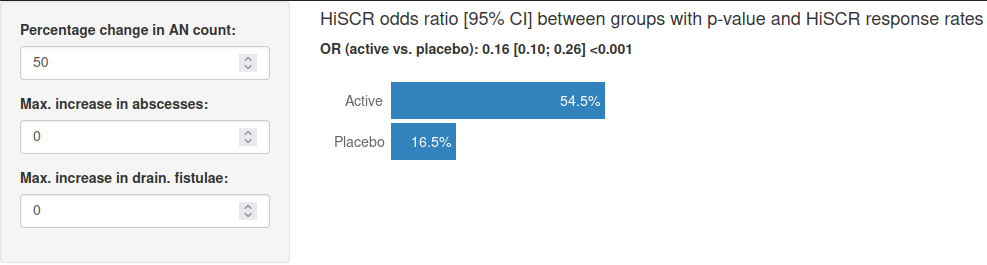 Percentage change in AN count:
50
Max. increase in abscesses:
0
Max. increase in drain. fistulae:
0
HiSCR odds ratio [95% CI] between groups with p-value and HiSCR response rates
OR (active vs. placebo): 0.16 [0.10; 0.26] <0.001
Active 54.5%
Placebo 16.5%